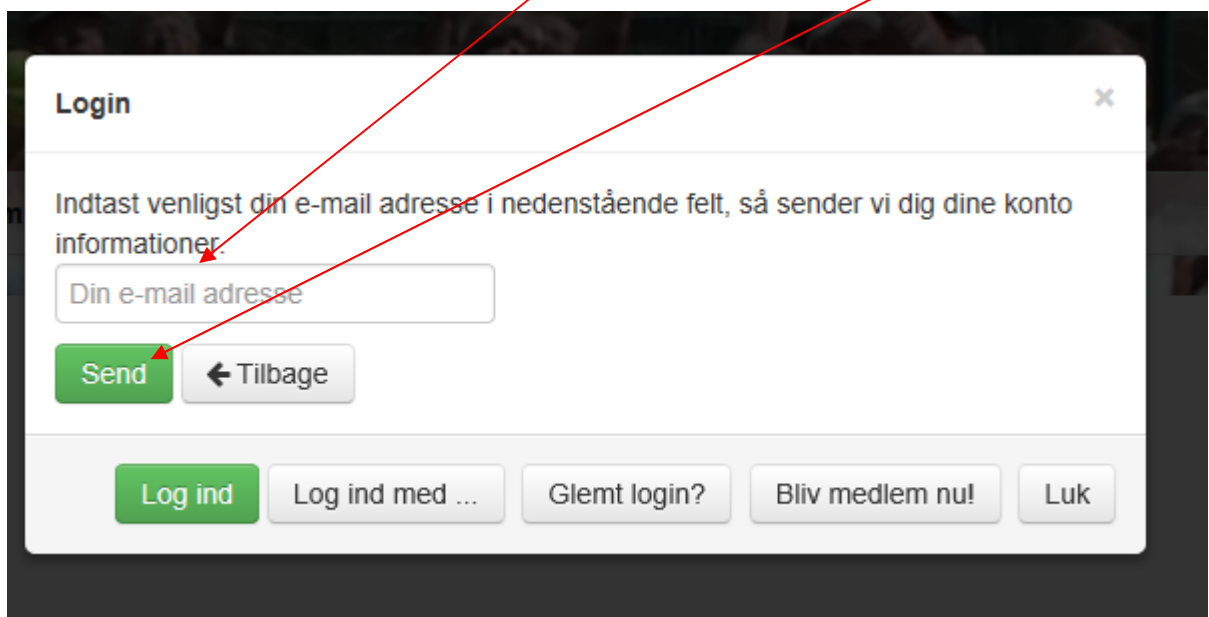 Login
×
Indtast venligst din e-mail adresse i nedenstående felt, så sender vi dig dine konto
informationer.
Din e-mail adresse
Send
Tilbage
Log ind
Log ind med ...
Glemt login?
Bliv medlem nu!
Luk